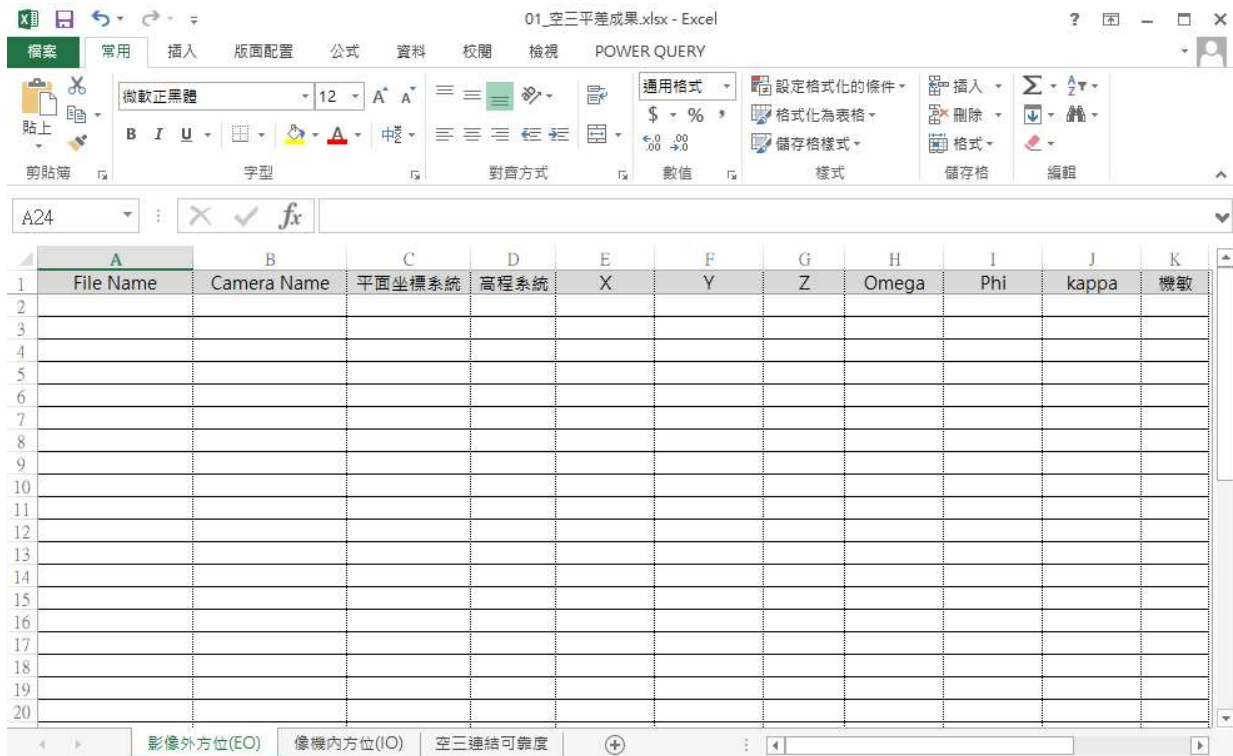 01_空三平差成果.xlsx - Excel
檔案 常用 插入 版面配置 公式 資料 校閱 檢視 POWER QUERY
貼上
微軟正黑體 12 A A
B I U A 中
通用格式
$ % ,
.0 .00 .00 .0
設定格式化的條件
格式化為表格
儲存格樣式
插入
刪除
格式
剪貼簿 字型 對齊方式 數值 樣式 儲存格 編輯
A24 fx
A B C D E F G H I J K
1 File Name Camera Name 平面坐標系統 高程系統 X Y Z Omega Phi kappa 機敏
2
3
4
5
6
7
8
9
10
11
12
13
14
15
16
17
18
19
20
影像外方位(EO) 像機內方位(IO) 空三連結可靠度